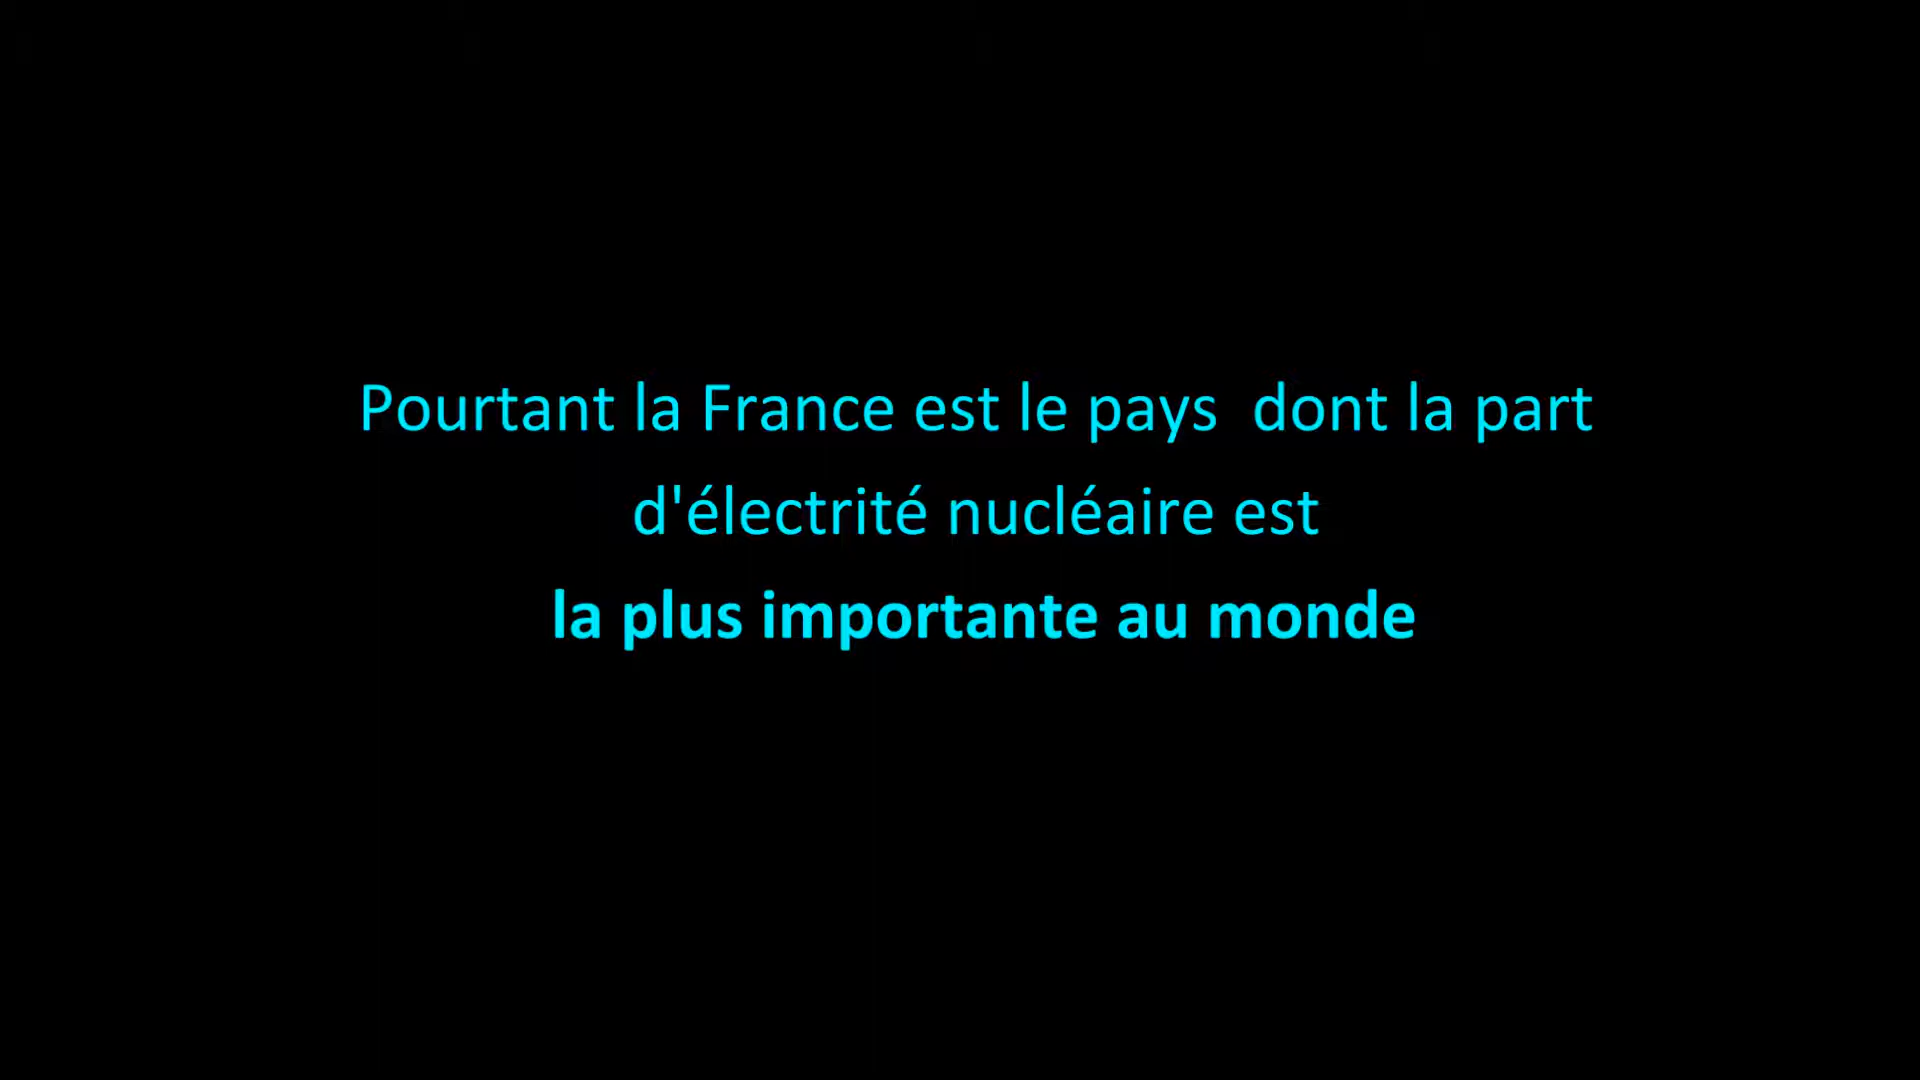 Pourtant la France est le pays  dont la part
d'électrité nucléaire est
la plus importante au monde